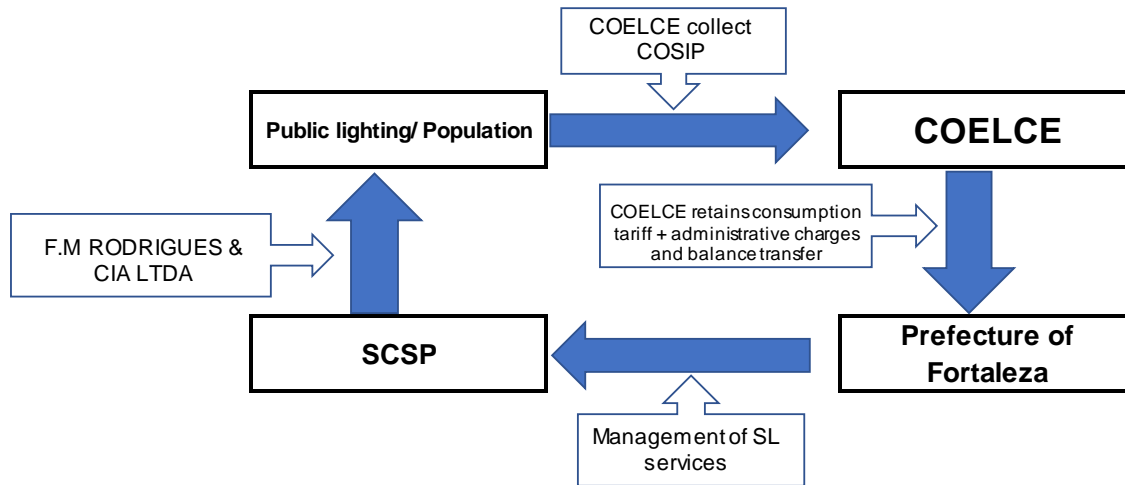 COELCE collect
COSIP
Public lighting/ Population
COELCE
COELCE retains consumption
tariff + administrative charges
and balance transfer
F.M RODRIGUES &
CIA LTDA
SCSP
Prefecture of
Fortaleza
Management of SL
services